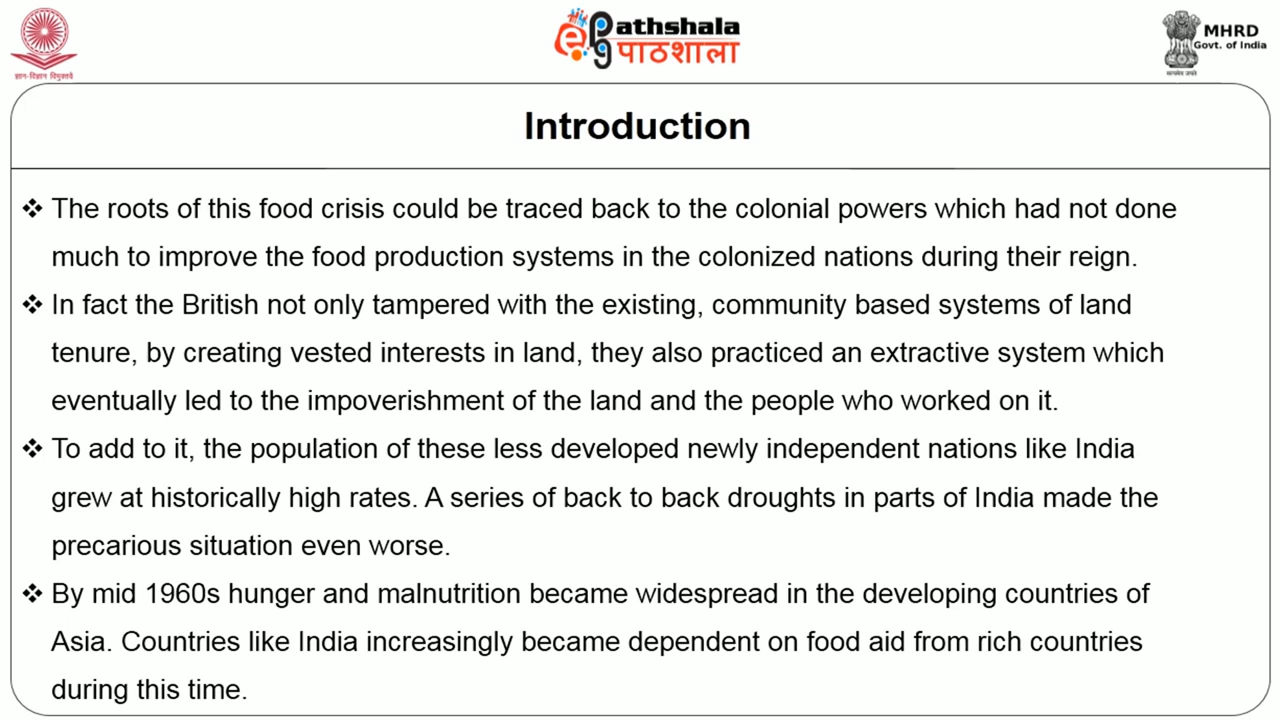 ज्ञान-विज्ञान विमुक्तये
ePathshala
पाठशाला
MHRD
Govt. of India
सत्यमेव जयते
Introduction
❖ The roots of this food crisis could be traced back to the colonial powers which had not done
much to improve the food production systems in the colonized nations during their reign.
❖ In fact the British not only tampered with the existing, community based systems of land
tenure, by creating vested interests in land, they also practiced an extractive system which
eventually led to the impoverishment of the land and the people who worked on it.
❖ To add to it, the population of these less developed newly independent nations like India
grew at historically high rates. A series of back to back droughts in parts of India made the
precarious situation even worse.
❖ By mid 1960s hunger and malnutrition became widespread in the developing countries of
Asia. Countries like India increasingly became dependent on food aid from rich countries
during this time.